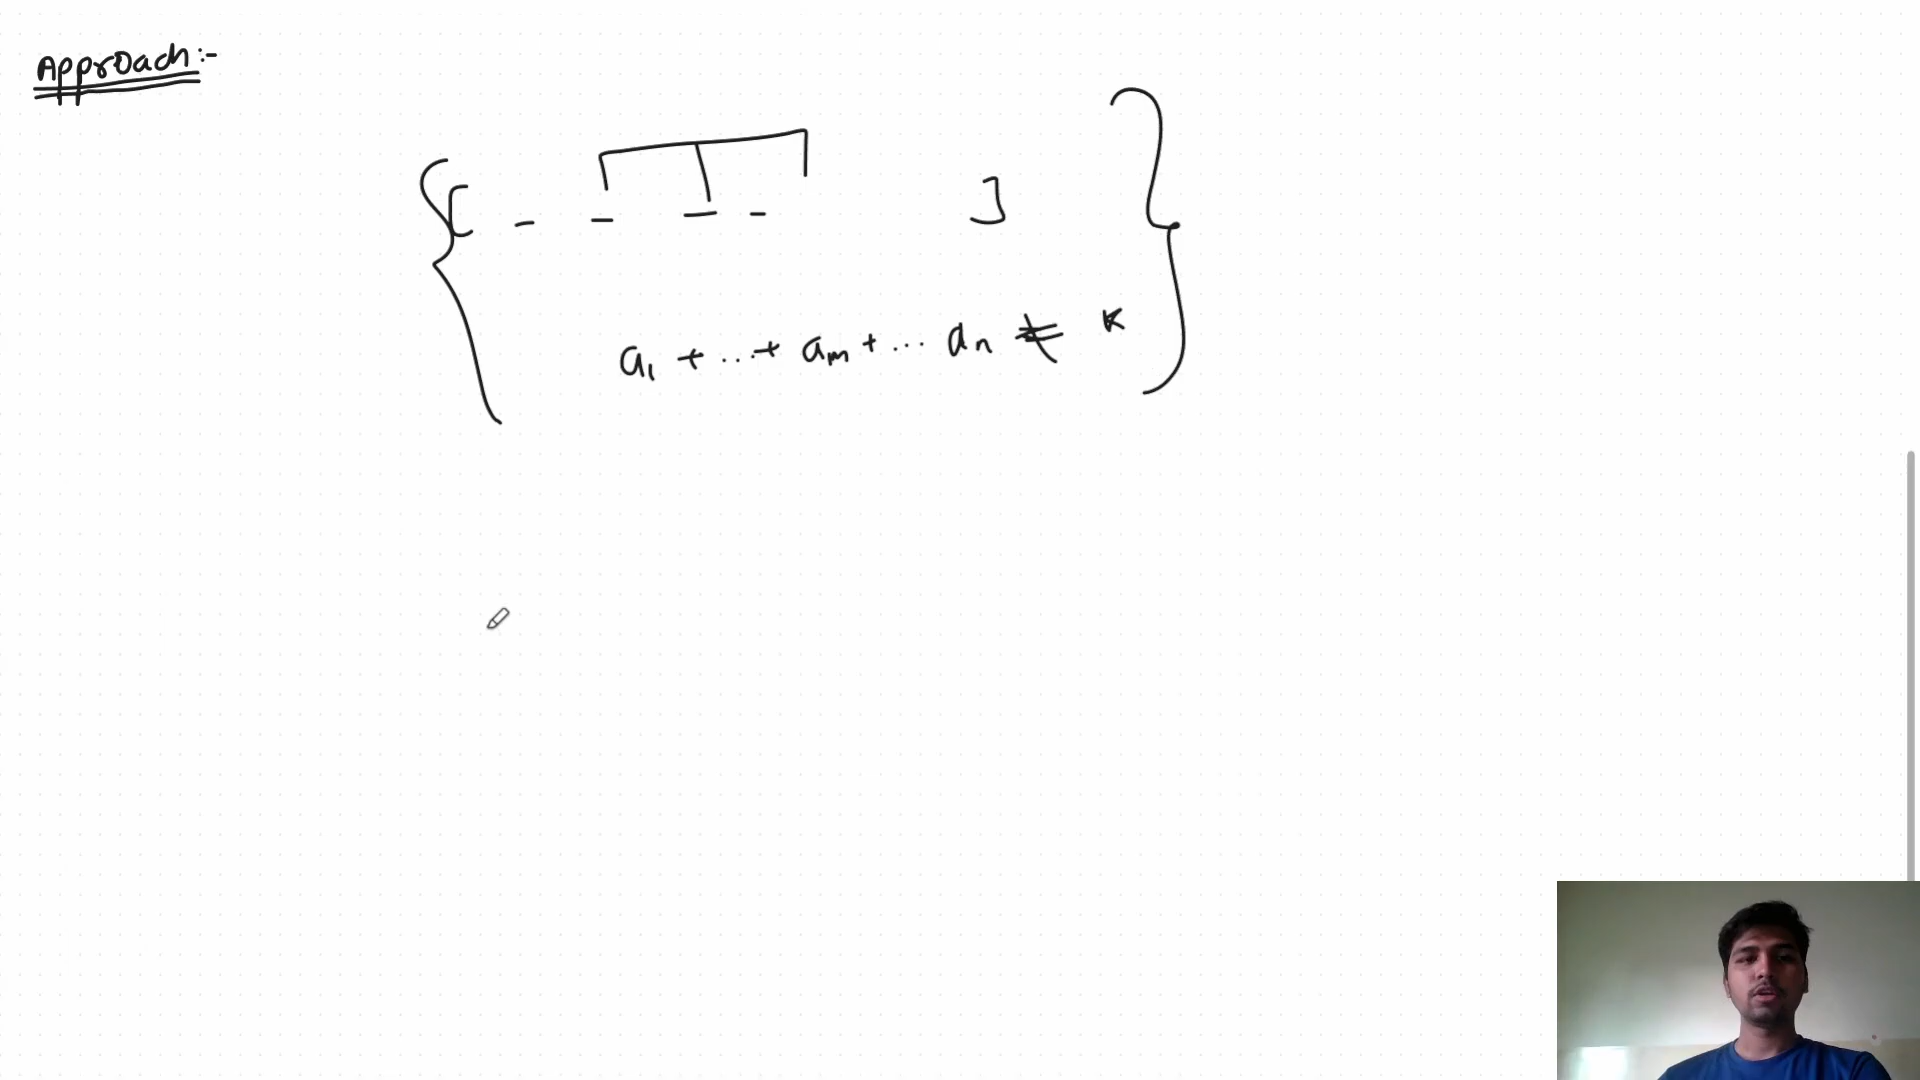 Approach :-
{ [ - - - - ] }
a₁ + ... + aₘ + ... aₙ ≠ K